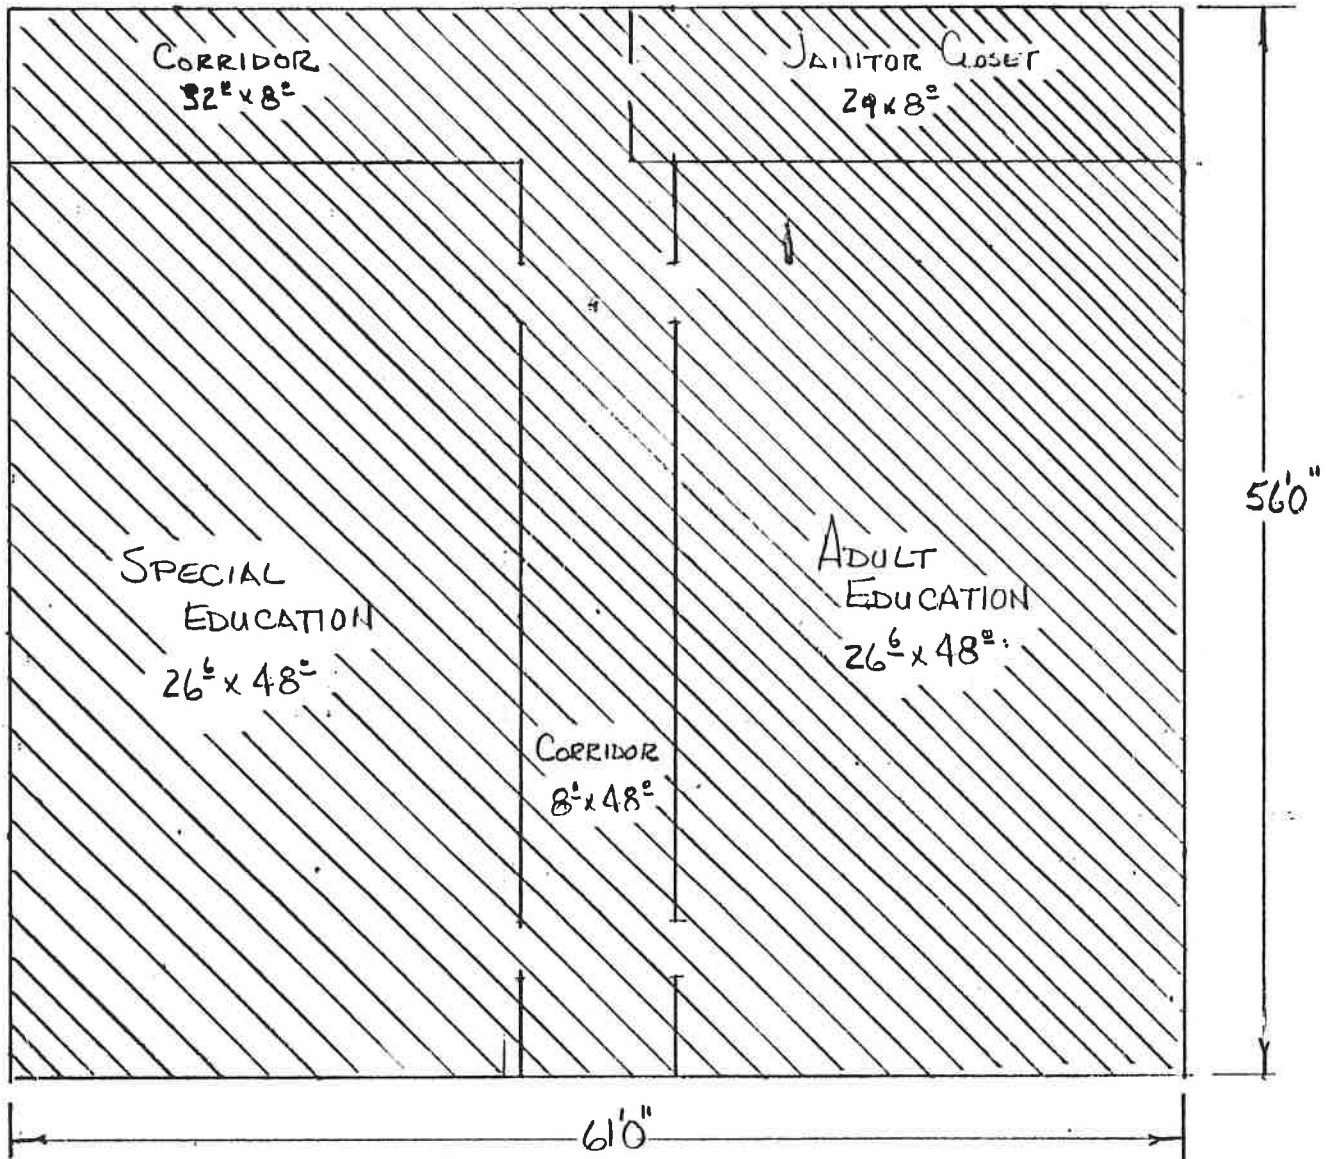 CORRIDOR
32⁰ x 8⁰
JANITOR CLOSET
29 x 8⁰
56'0"
SPECIAL
EDUCATION
26⁶ x 48⁰
ADULT
EDUCATION
26⁶ x 48⁰
CORRIDOR
8⁰ x 48⁰
61'0"